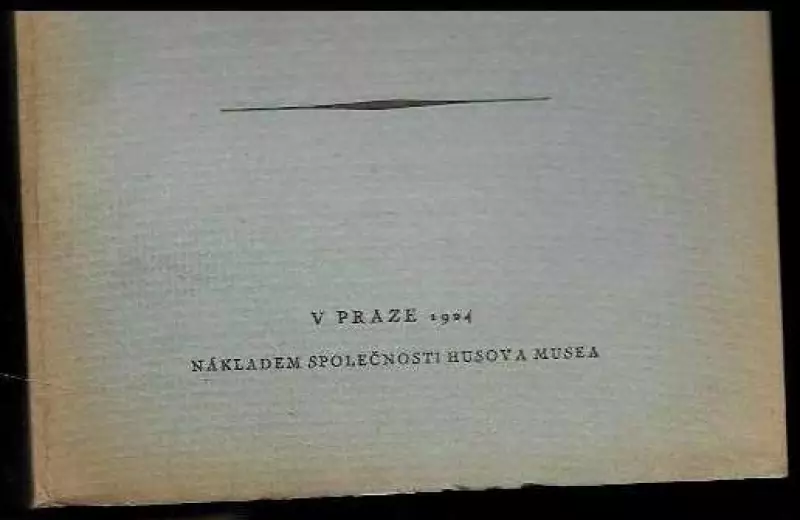 V PRAZE 1924
NÁKLADEM SPOLEČNOSTI HUSOVA MUSEA